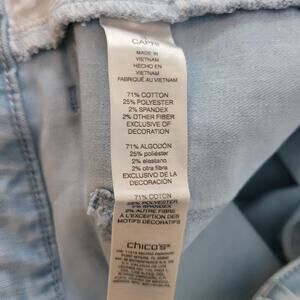 CAPRI
MADE IN
VIETNAM
HECHO EN
VIETNAM
FABRIQUÉ AU VIETNAM
71% COTTON
25% POLYESTER
2% SPANDEX
2% OTHER FIBER
EXCLUSIVE OF
DECORATION
71% ALGODÓN
25% poliéster
2% elastano
2% otra fibra
EXCLUSIVO DE LA
DECORACIÓN
71% COTON
2% AUTRE FIBRE
À L'EXCEPTION DES
MOTIFS DÉCORATIFS
chico's